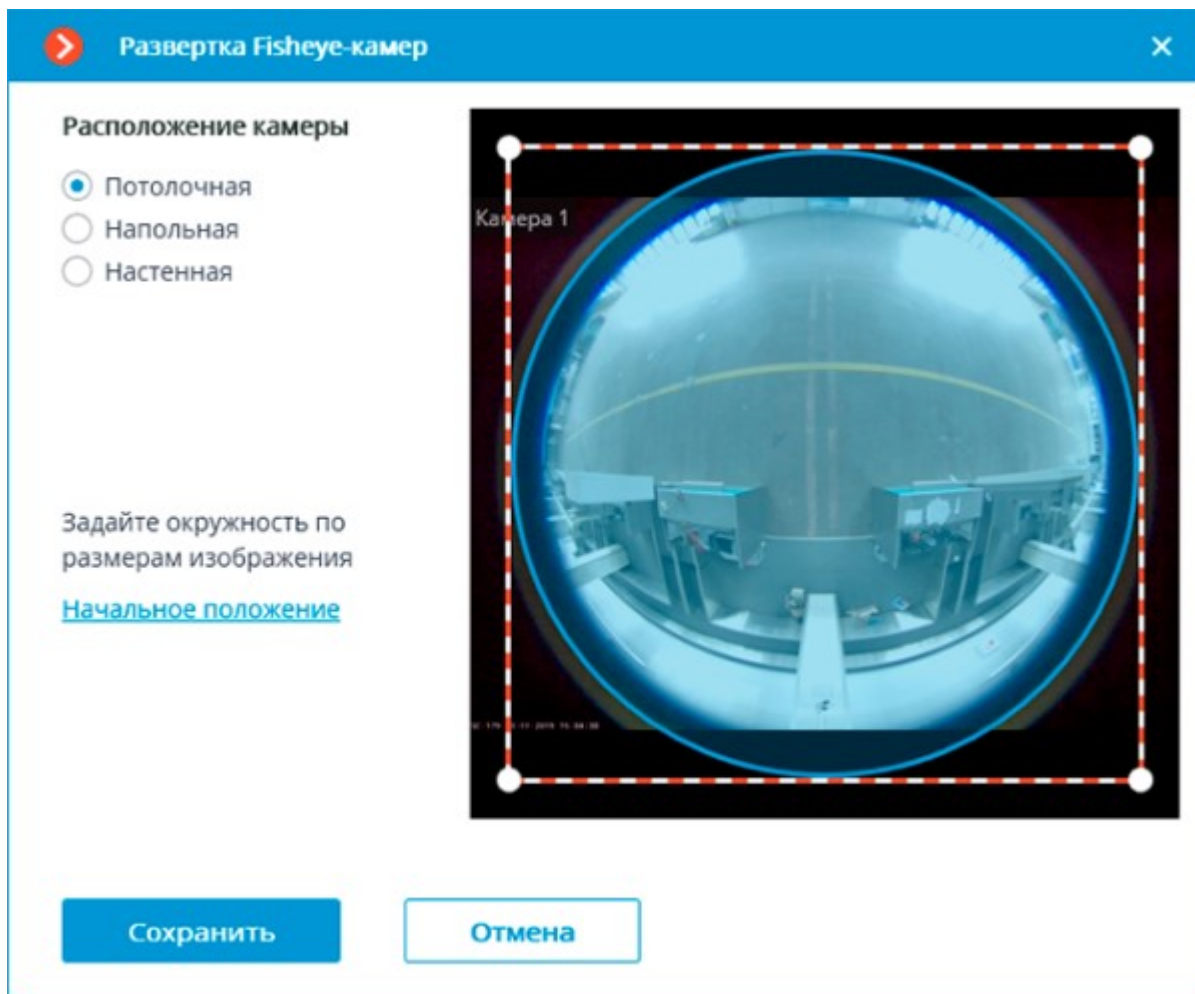 Развертка Fisheye-камер
Расположение камеры
Потолочная
Напольная
Настенная
Камера 1
Задайте окружность по
размерам изображения
Начальное положение
Сохранить
Отмена